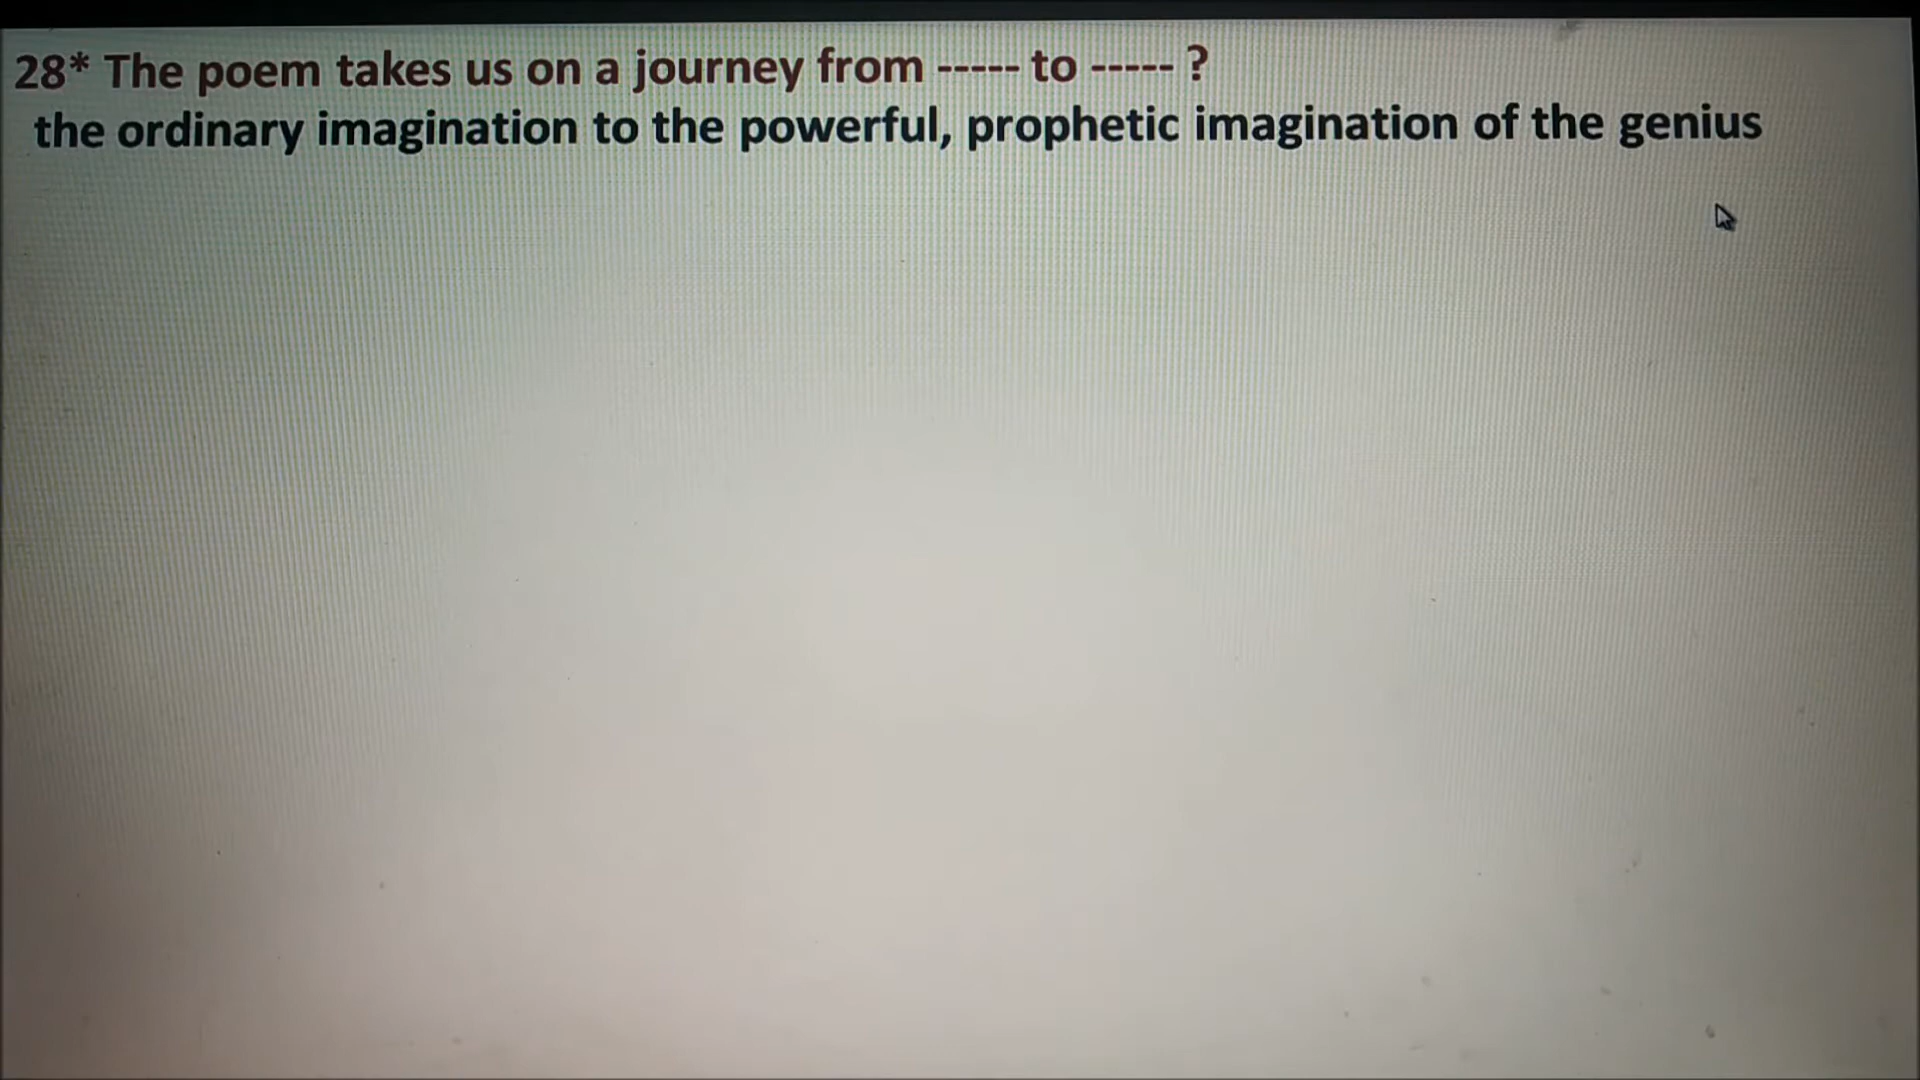 28* The poem takes us on a journey from ----- to ----- ?
the ordinary imagination to the powerful, prophetic imagination of the genius